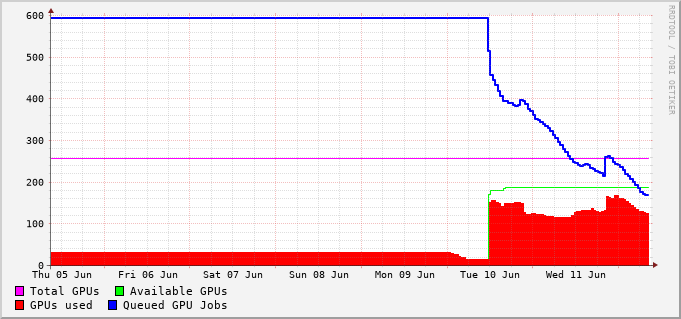 RRDTOOL / TOBI OETIKER
600
500
400
300
200
100
0
Thu 05 Jun Fri 06 Jun Sat 07 Jun Sun 08 Jun Mon 09 Jun Tue 10 Jun Wed 11 Jun
Total GPUs Available GPUs
GPUs used Queued GPU Jobs